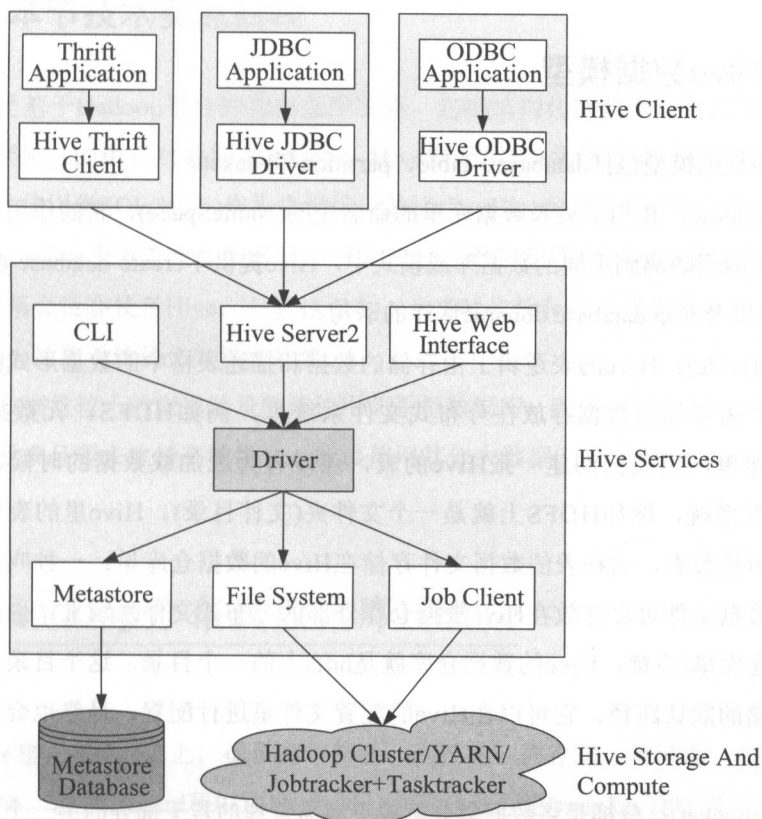 Thrift
Application
JDBC
Application
ODBC
Application
Hive Client
Hive Thrift
Client
Hive JDBC
Driver
Hive ODBC
Driver
CLI
Hive Server2
Hive Web
Interface
Driver
Hive Services
Metastore
File System
Job Client
Metastore
Database
Hadoop Cluster/YARN/
Jobtracker+Tasktracker
Hive Storage And
Compute